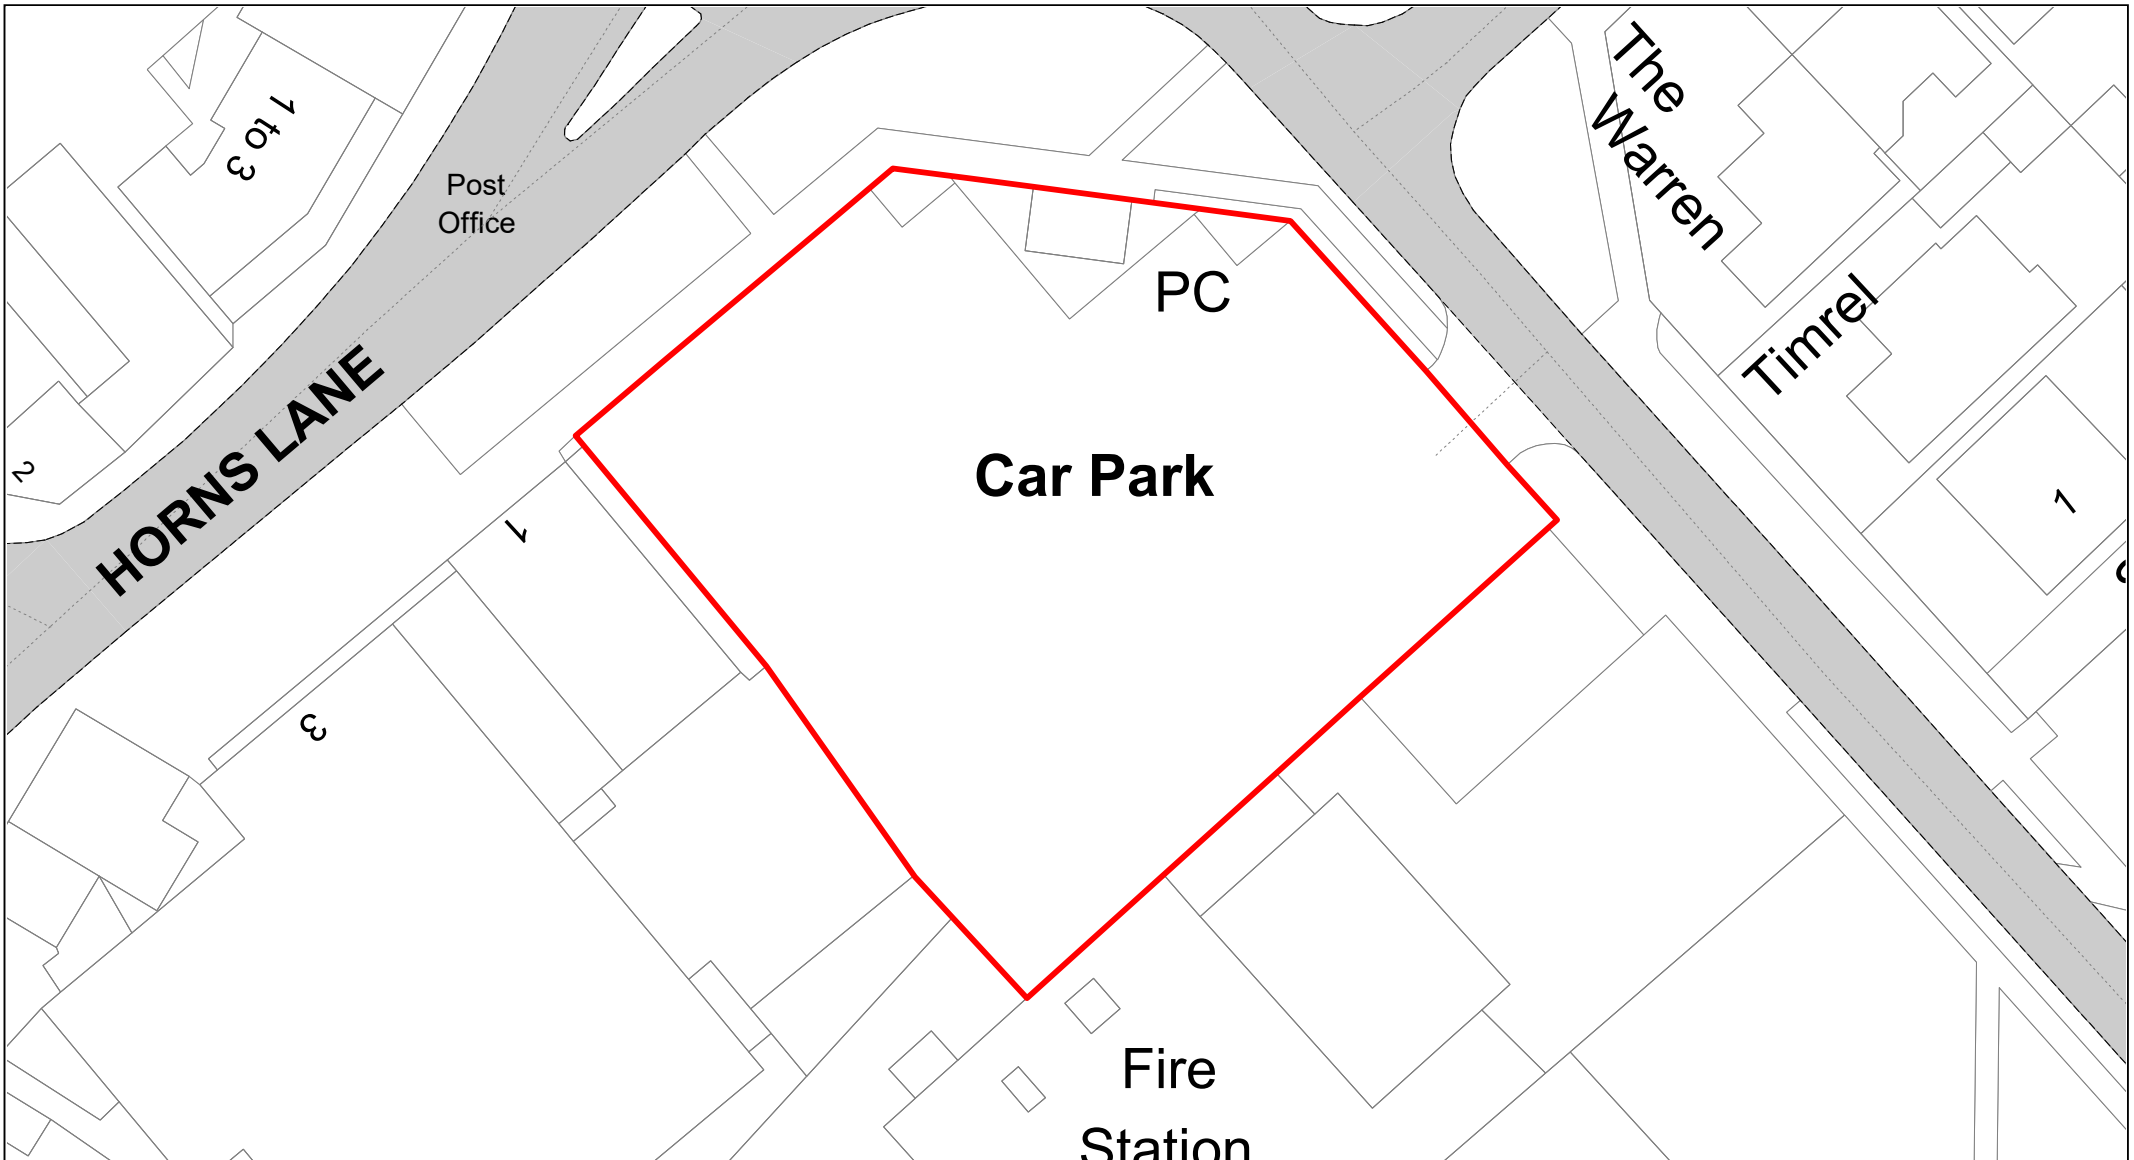 The
Warren
1 to 3
Post
Office
PC
Timrel
HORNS LANE
Car Park
2
1
1
3
Fire
Station